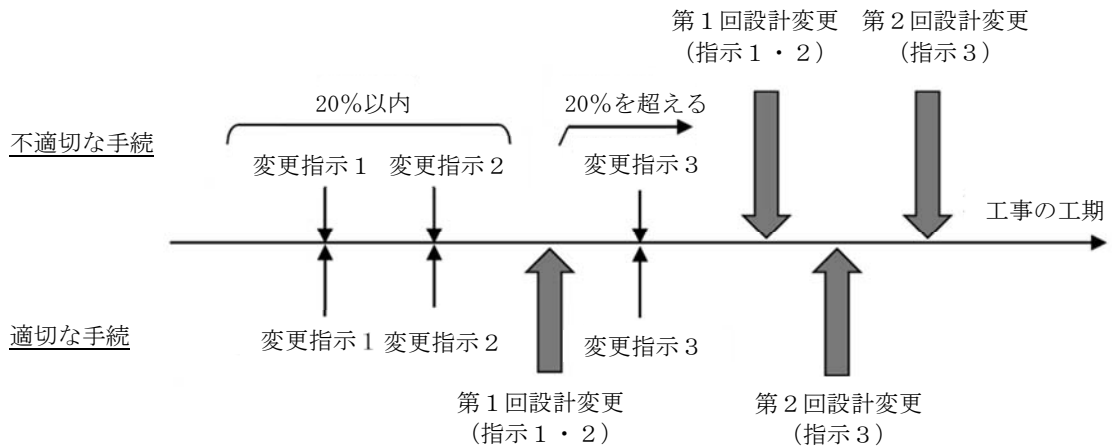 第１回設計変更
（指示１・２）
第２回設計変更
（指示３）
20％以内
20％を超える
不適切な手続
変更指示１
変更指示２
変更指示３
工事の工期
適切な手続
変更指示１
変更指示２
変更指示３
第１回設計変更
（指示１・２）
第２回設計変更
（指示３）